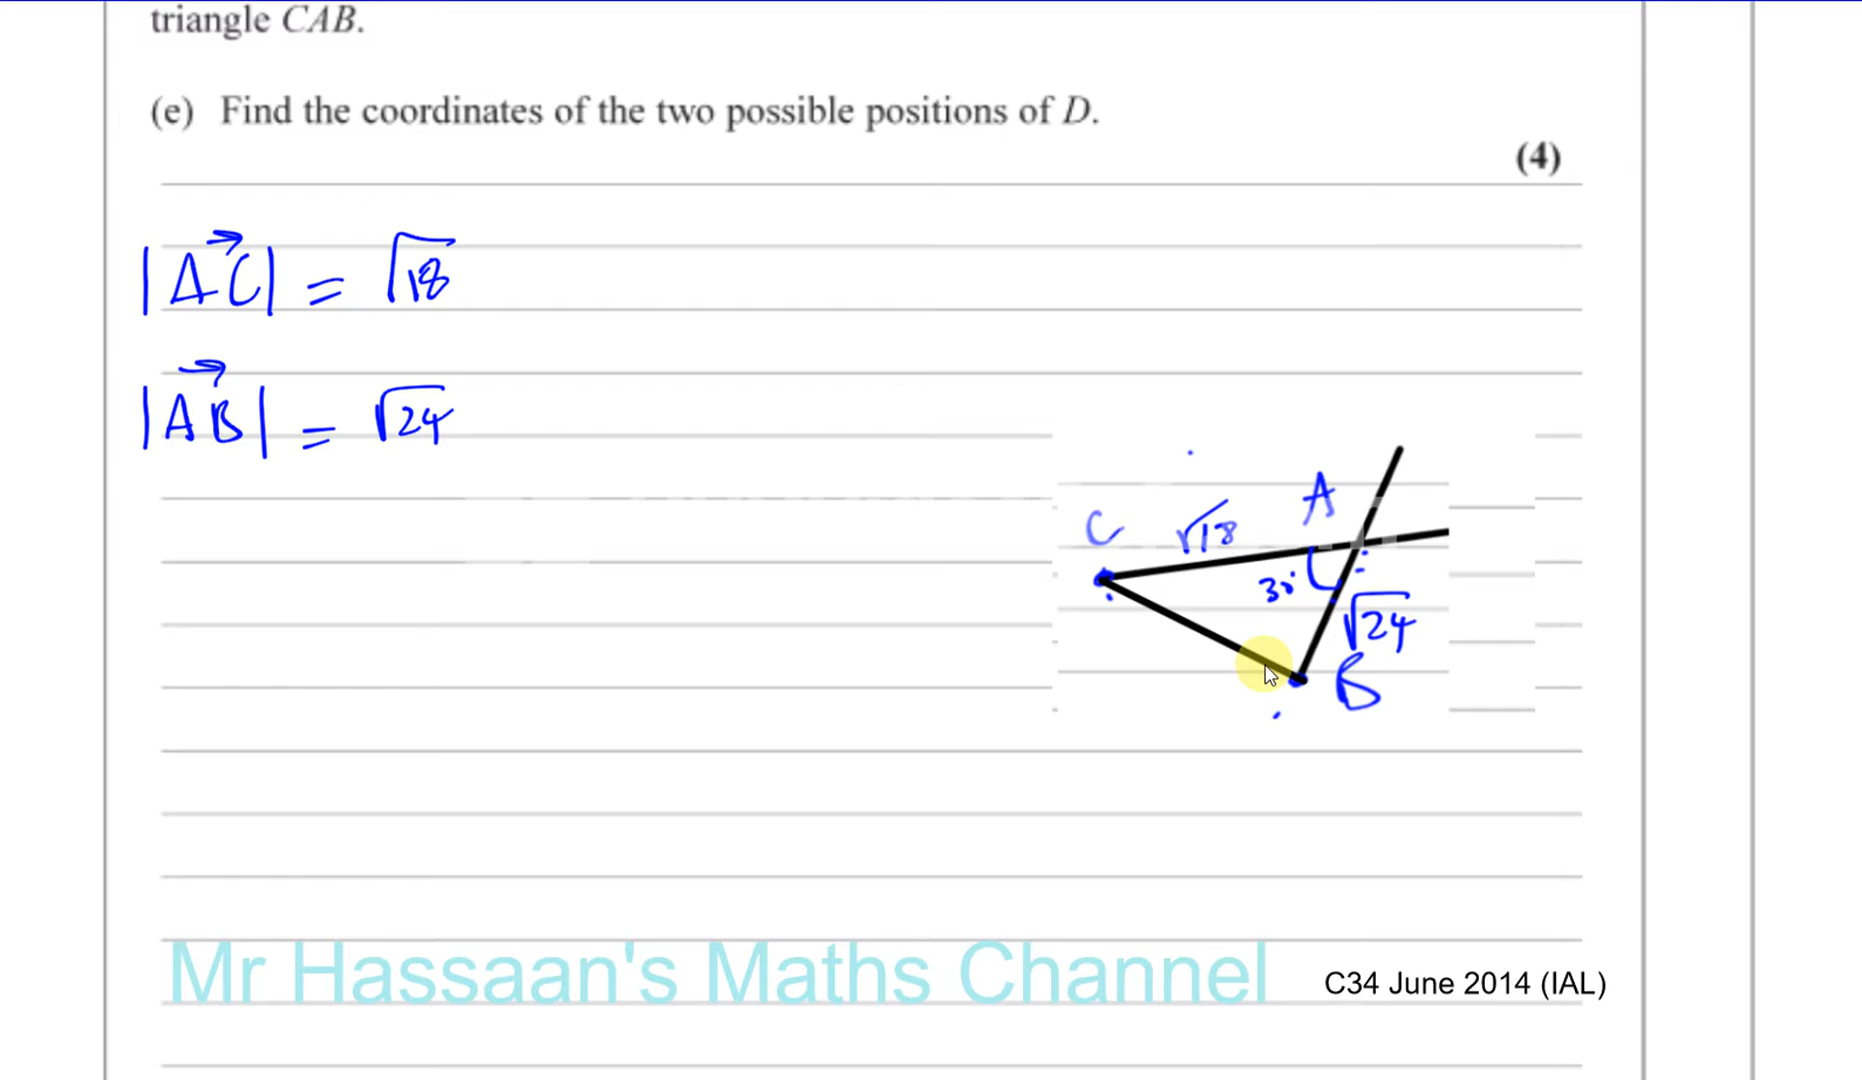 triangle CAB.
(e) Find the coordinates of the two possible positions of D.
(4)
|AC| = √18
|AB| = √24
C √18 A
30°
√24
B
Mr Hassaan's Maths Channel
C34 June 2014 (IAL)